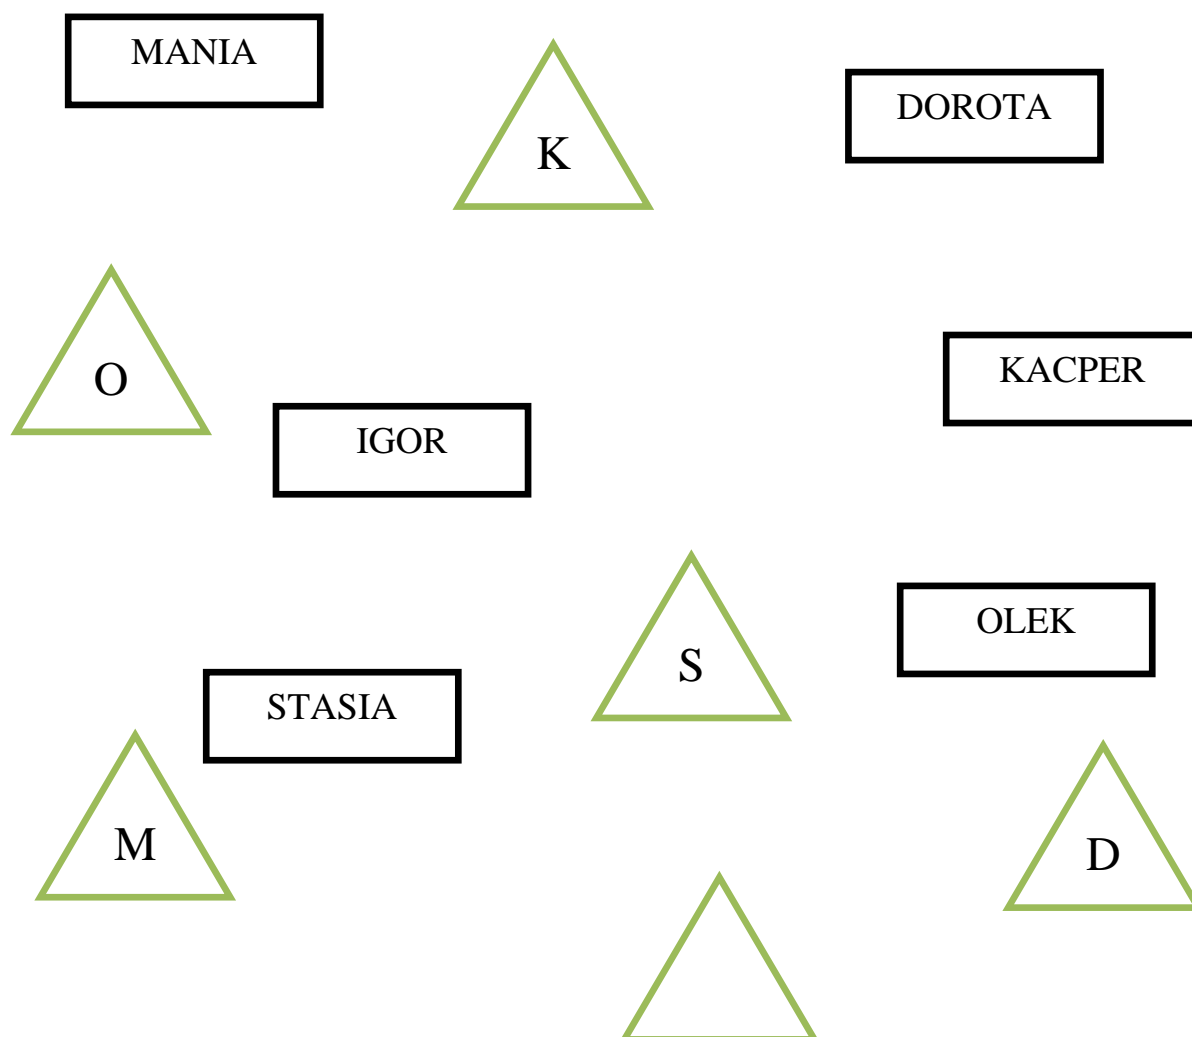 MANIA
DOROTA
K
KACPER
O
IGOR
OLEK
S
STASIA
M
D